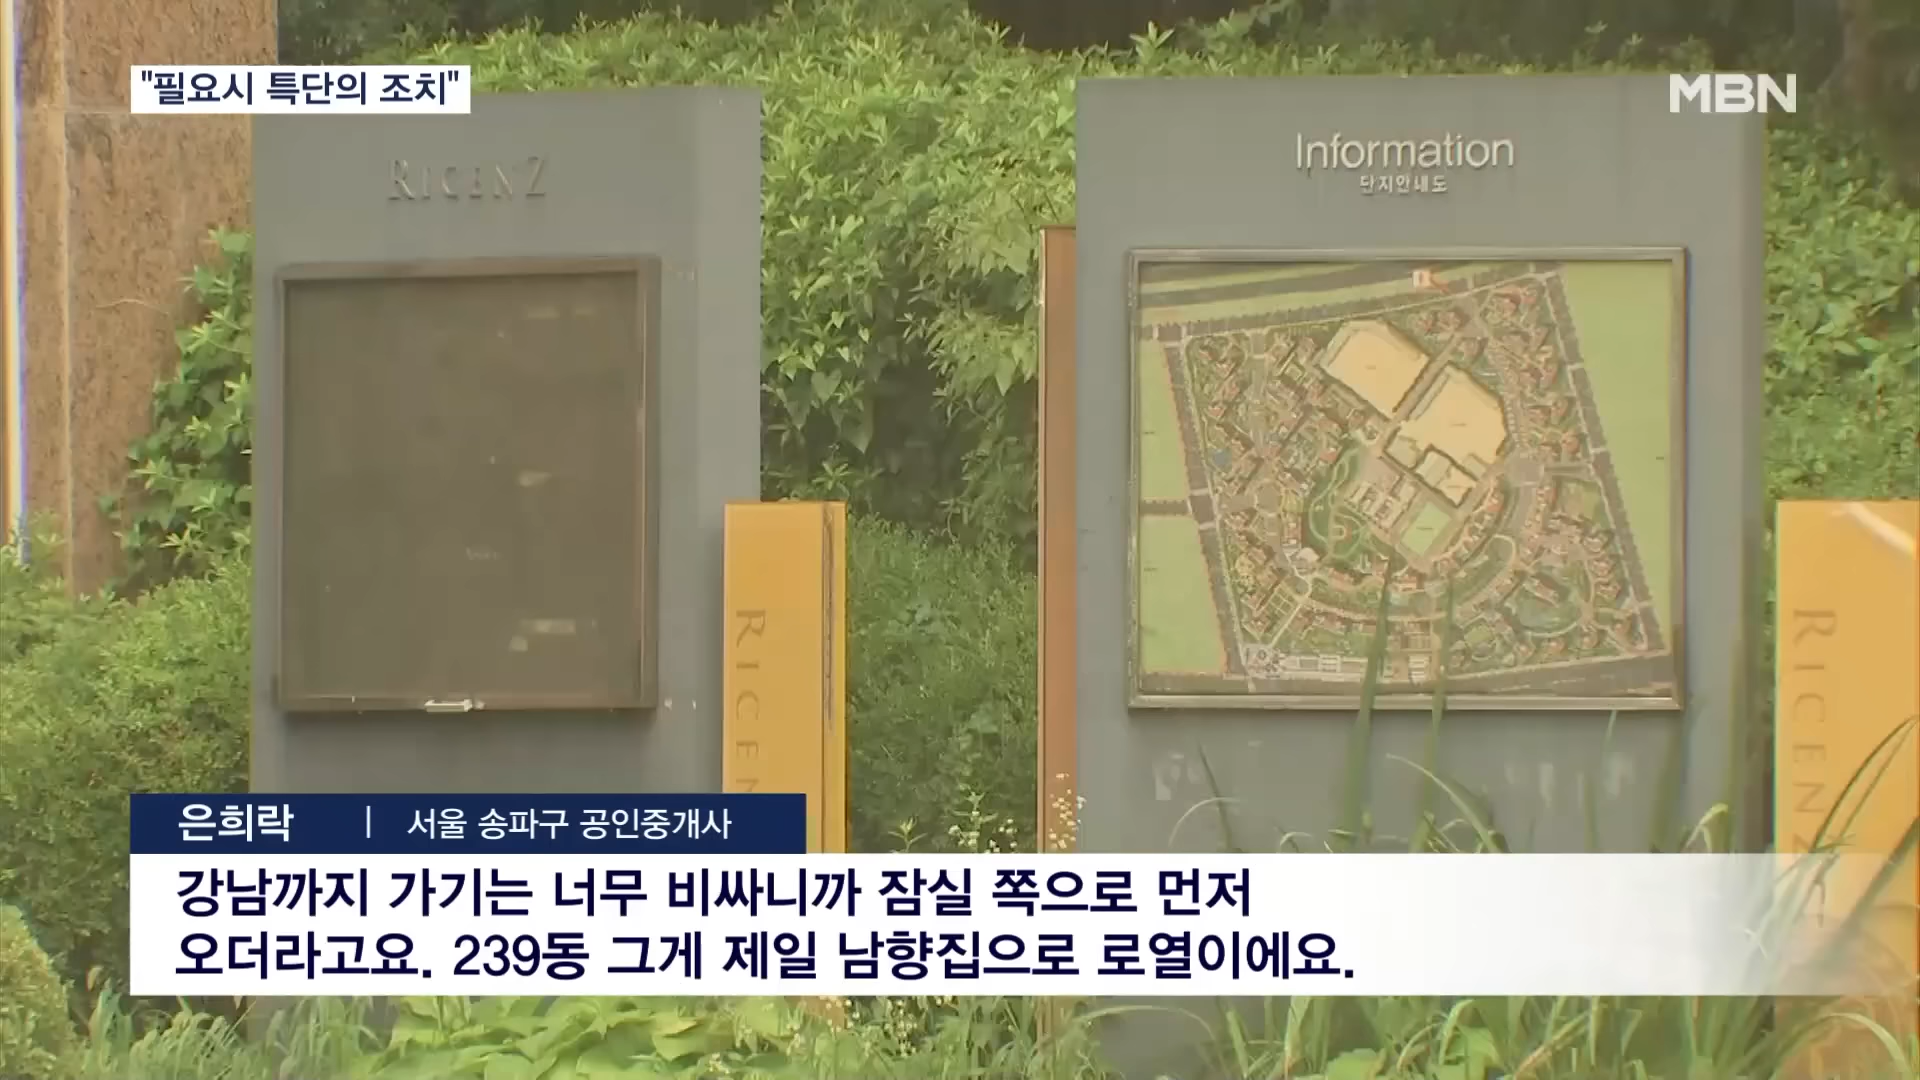 "필요시 특단의 조치"
MBN
RICENZ
Information
단지안내도
RICEN
RICENZ
은희락 | 서울 송파구 공인중개사
강남까지 가기는 너무 비싸니까 잠실 쪽으로 먼저
오더라고요. 239동 그게 제일 남향집으로 로열이에요.